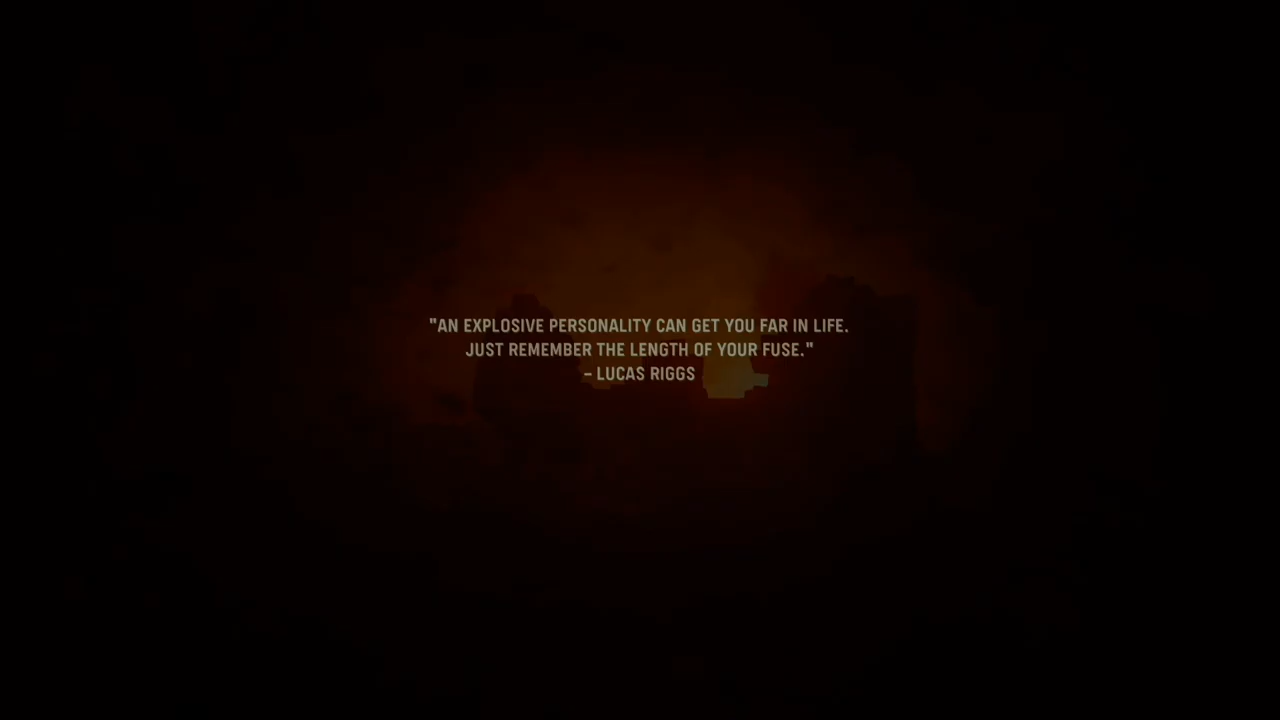 "AN EXPLOSIVE PERSONALITY CAN GET YOU FAR IN LIFE.
JUST REMEMBER THE LENGTH OF YOUR FUSE."
– LUCAS RIGGS